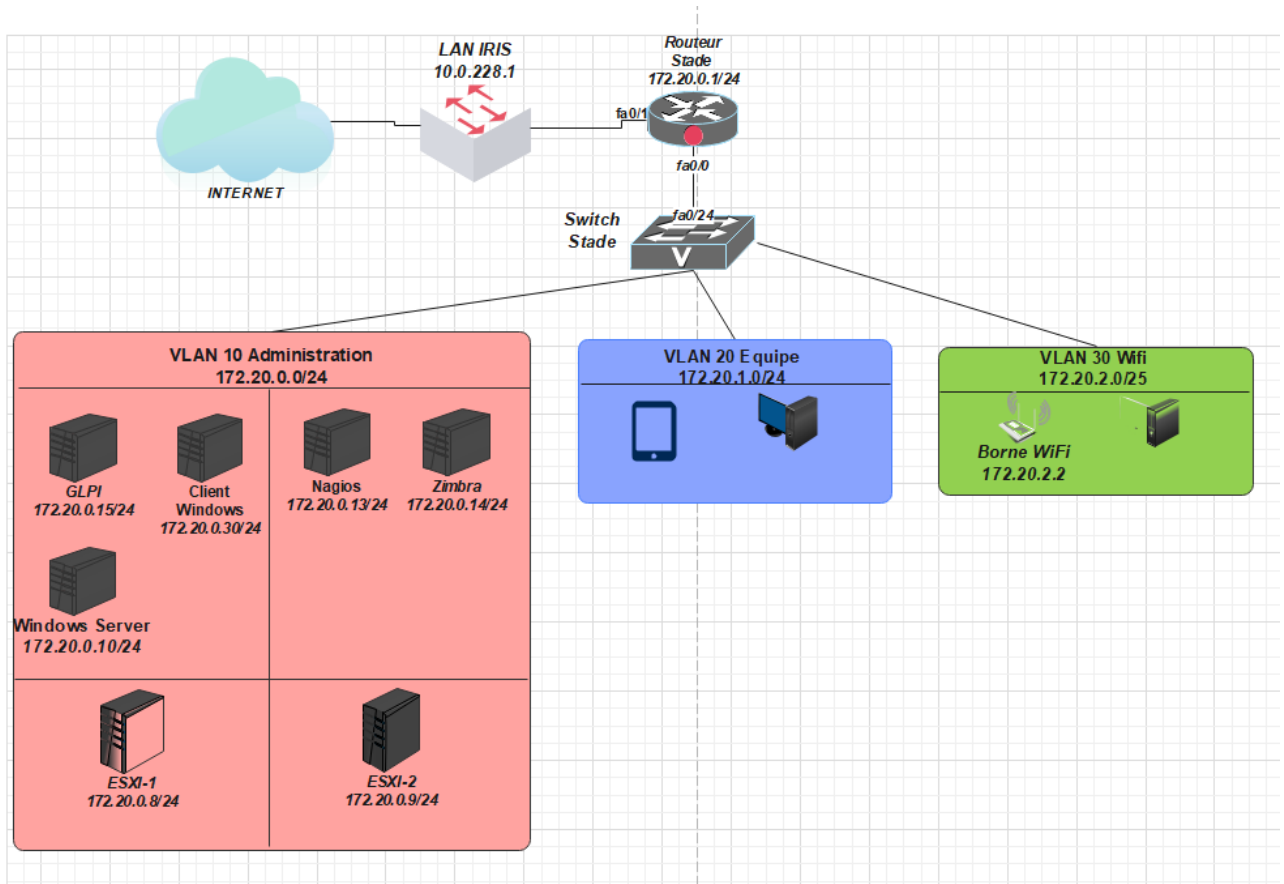 LAN IRIS
10.0.228.1
Routeur
Stade
172.20.0.1/24
fa0/1
fa0/0
INTERNET
Switch
Stade
fa0/24
V
VLAN 10 Administration
172.20.0.0/24
GLPI
172.20.0.15/24
Client
Windows
172.20.0.30/24
Nagios
172.20.0.13/24
Zimbra
172.20.0.14/24
Windows Server
172.20.0.10/24
ESXI-1
172.20.0.8/24
ESXI-2
172.20.0.9/24
VLAN 20 Equipe
172.20.1.0/24
VLAN 30 Wifi
172.20.2.0/25
Borne WiFi
172.20.2.2